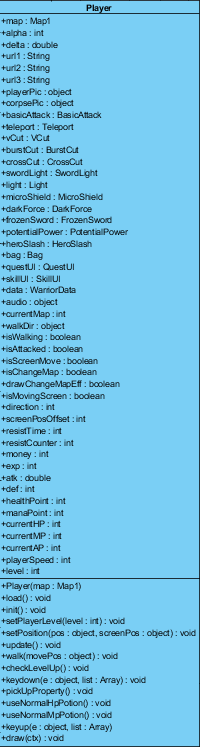 Player
+map : Map1
+alpha : int
+delta : double
+url1 : String
+url2 : String
+url3 : String
+playerPic : object
+corpsePic : object
+basicAttack : BasicAttack
+teleport : Teleport
+vCut : VCut
+burstCut : BurstCut
+crossCut : CrossCut
+swordLight : SwordLight
+light : Light
+microShield : MicroShield
+darkForce : DarkForce
+frozenSword : FrozenSword
+potentialPower : PotentialPower
+heroSlash : HeroSlash
+bag : Bag
+questUI : QuestUI
+skillUI : SkillUI
+data : WarriorData
+audio : object
+currentMap : int
+walkDir : object
+isWalking : boolean
+isAttacked : boolean
+isScreenMove : boolean
+isChangeMap : boolean
+drawChangeMapEff : boolean
+isMovingScreen : boolean
+direction : int
+screenPosOffset : int
+resistTime : int
+resistCounter : int
+money : int
+exp : int
+atk : double
+def : int
+healthPoint : int
+manaPoint : int
+currentHP : int
+currentMP : int
+currentAP : int
+playerSpeed : int
+level : int
+Player(map : Map1)
+load() : void
+init() : void
+setPlayerLevel(level : int) : void
+setPosition(pos : object, screenPos : object) : void
+update() : void
+walk(movePos : object) : void
+checkLevelUp() : void
+keydown(e : object, list : Array) : void
+pickUpProperty() : void
+useNormalHpPotion() : void
+useNormalMpPotion() : void
+keyup(e : object, list : Array)
+draw(ctx) : void